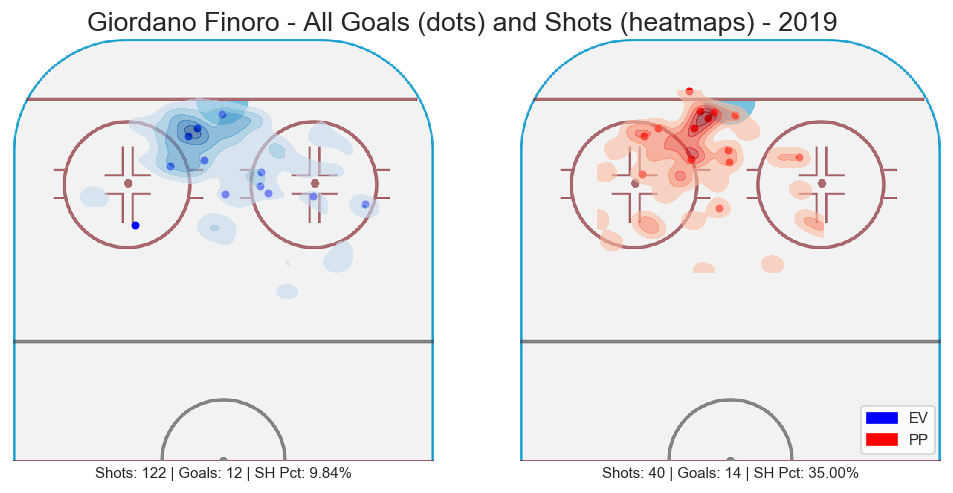 Giordano Finoro - All Goals (dots) and Shots (heatmaps) - 2019
EV
PP
Shots: 122 | Goals: 12 | SH Pct: 9.84%
Shots: 40 | Goals: 14 | SH Pct: 35.00%